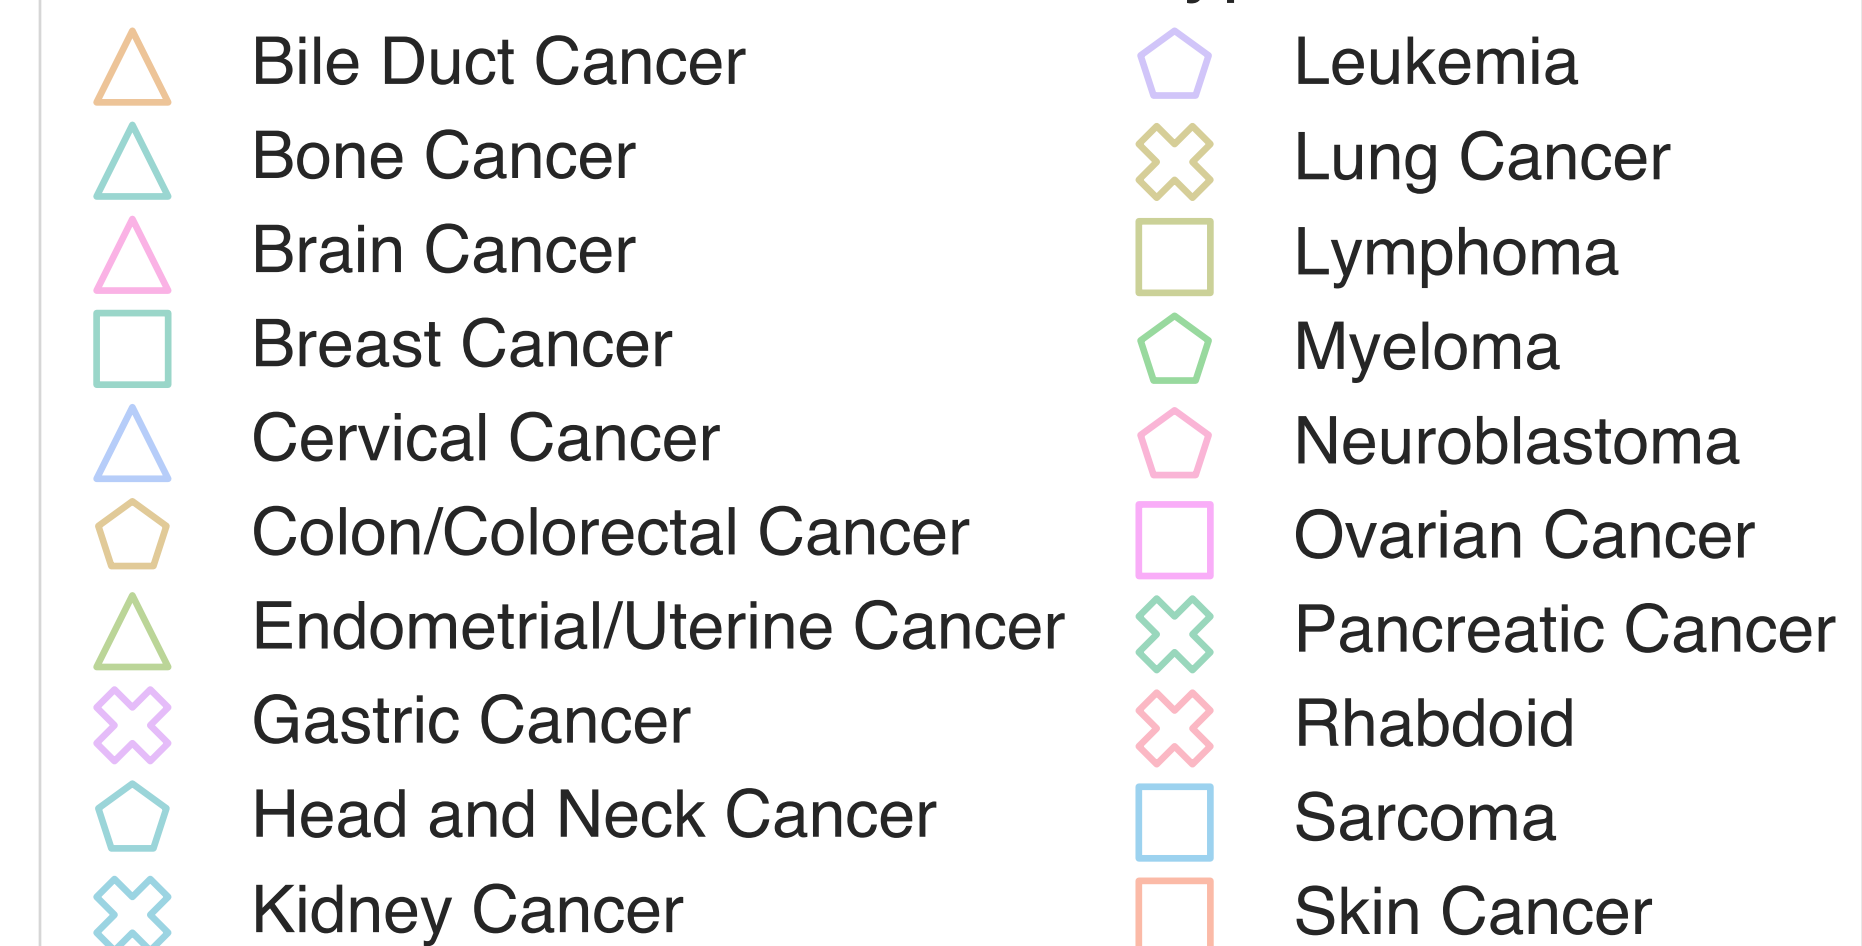 Bile Duct Cancer
Bone Cancer
Brain Cancer
Breast Cancer
Cervical Cancer
Colon/Colorectal Cancer
Endometrial/Uterine Cancer
Gastric Cancer
Head and Neck Cancer
Kidney Cancer
Leukemia
Lung Cancer
Lymphoma
Myeloma
Neuroblastoma
Ovarian Cancer
Pancreatic Cancer
Rhabdoid
Sarcoma
Skin Cancer